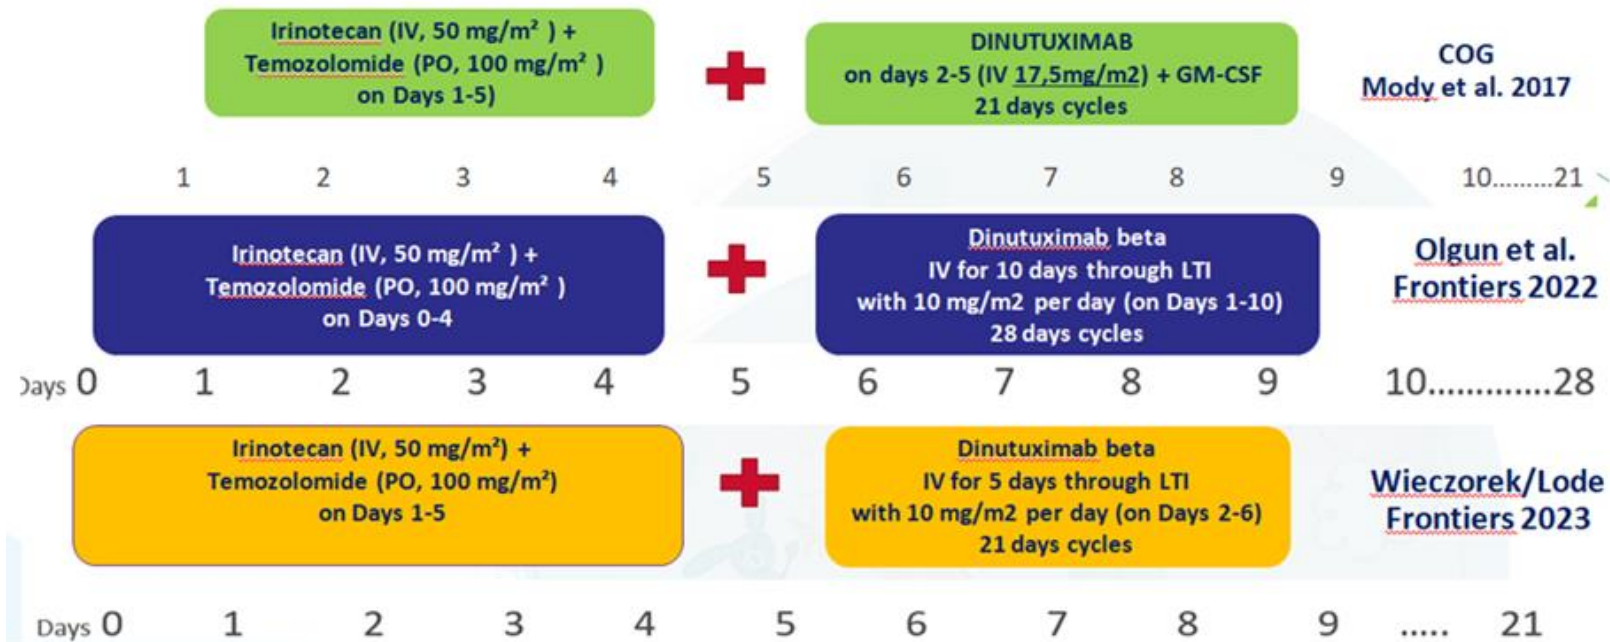 Irinotecan (IV, 50 mg/m² ) +
Temozolomide (PO, 100 mg/m² )
on Days 1-5)
DINUTUXIMAB
on days 2-5 (IV 17,5mg/m2) + GM-CSF
21 days cycles
COG
Mody et al. 2017
1 2 3 4 5 6 7 8 9 10.........21
Irinotecan (IV, 50 mg/m² ) +
Temozolomide (PO, 100 mg/m² )
on Days 0-4
Dinutuximab beta
IV for 10 days through LTI
with 10 mg/m2 per day (on Days 1-10)
28 days cycles
Olgun et al.
Frontiers 2022
Days 0 1 2 3 4 5 6 7 8 9 10.............28
Irinotecan (IV, 50 mg/m²) +
Temozolomide (PO, 100 mg/m²)
on Days 1-5
Dinutuximab beta
IV for 5 days through LTI
with 10 mg/m2 per day (on Days 2-6)
21 days cycles
Wieczorek/Lode
Frontiers 2023
Days 0 1 2 3 4 5 6 7 8 9 ..... 21